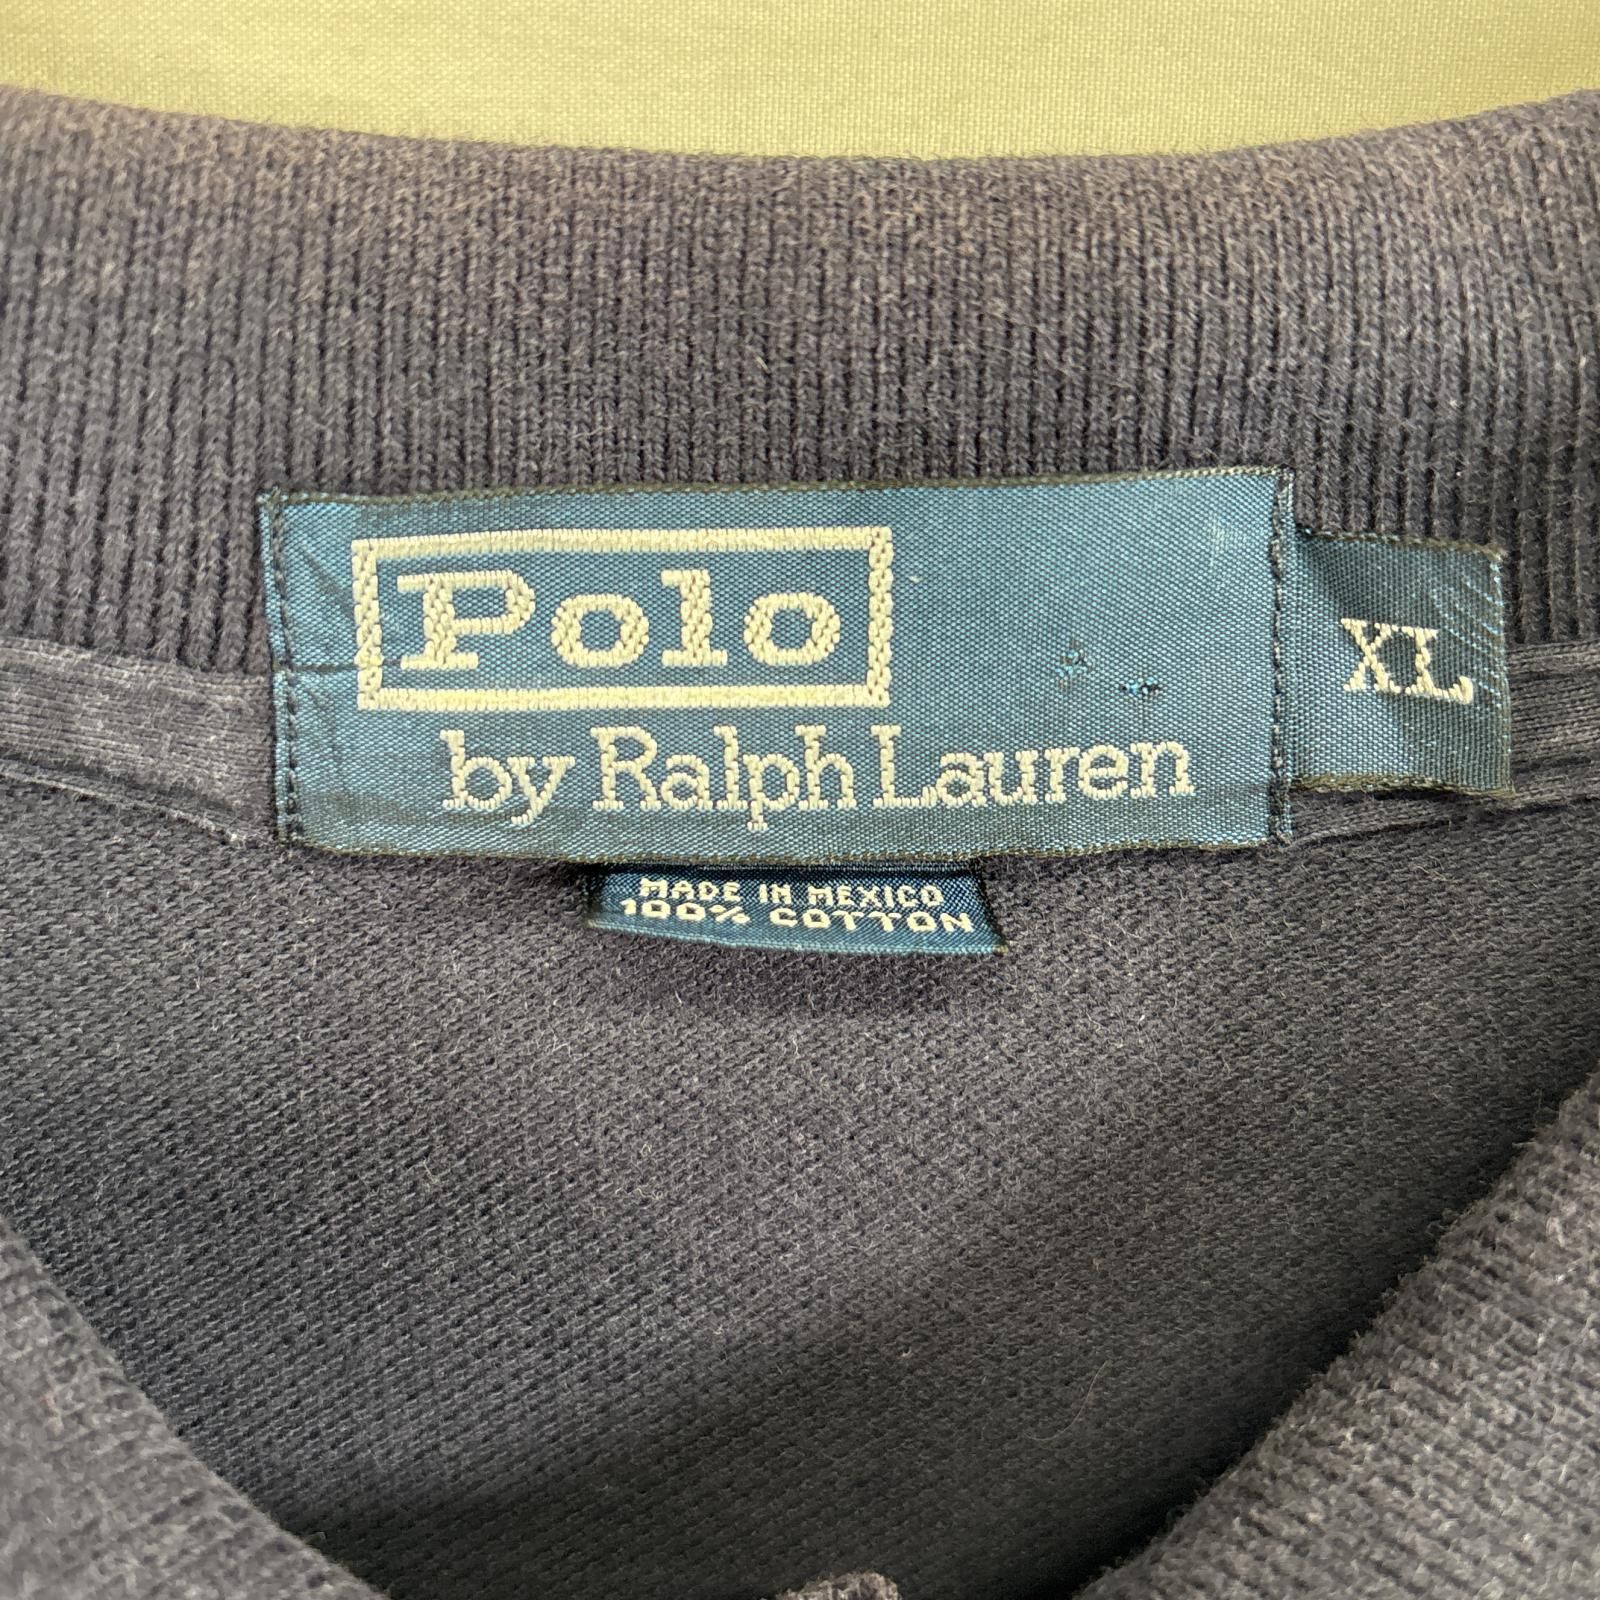 Polo
by Ralph Lauren
XL
MADE IN MEXICO
100% COTTON